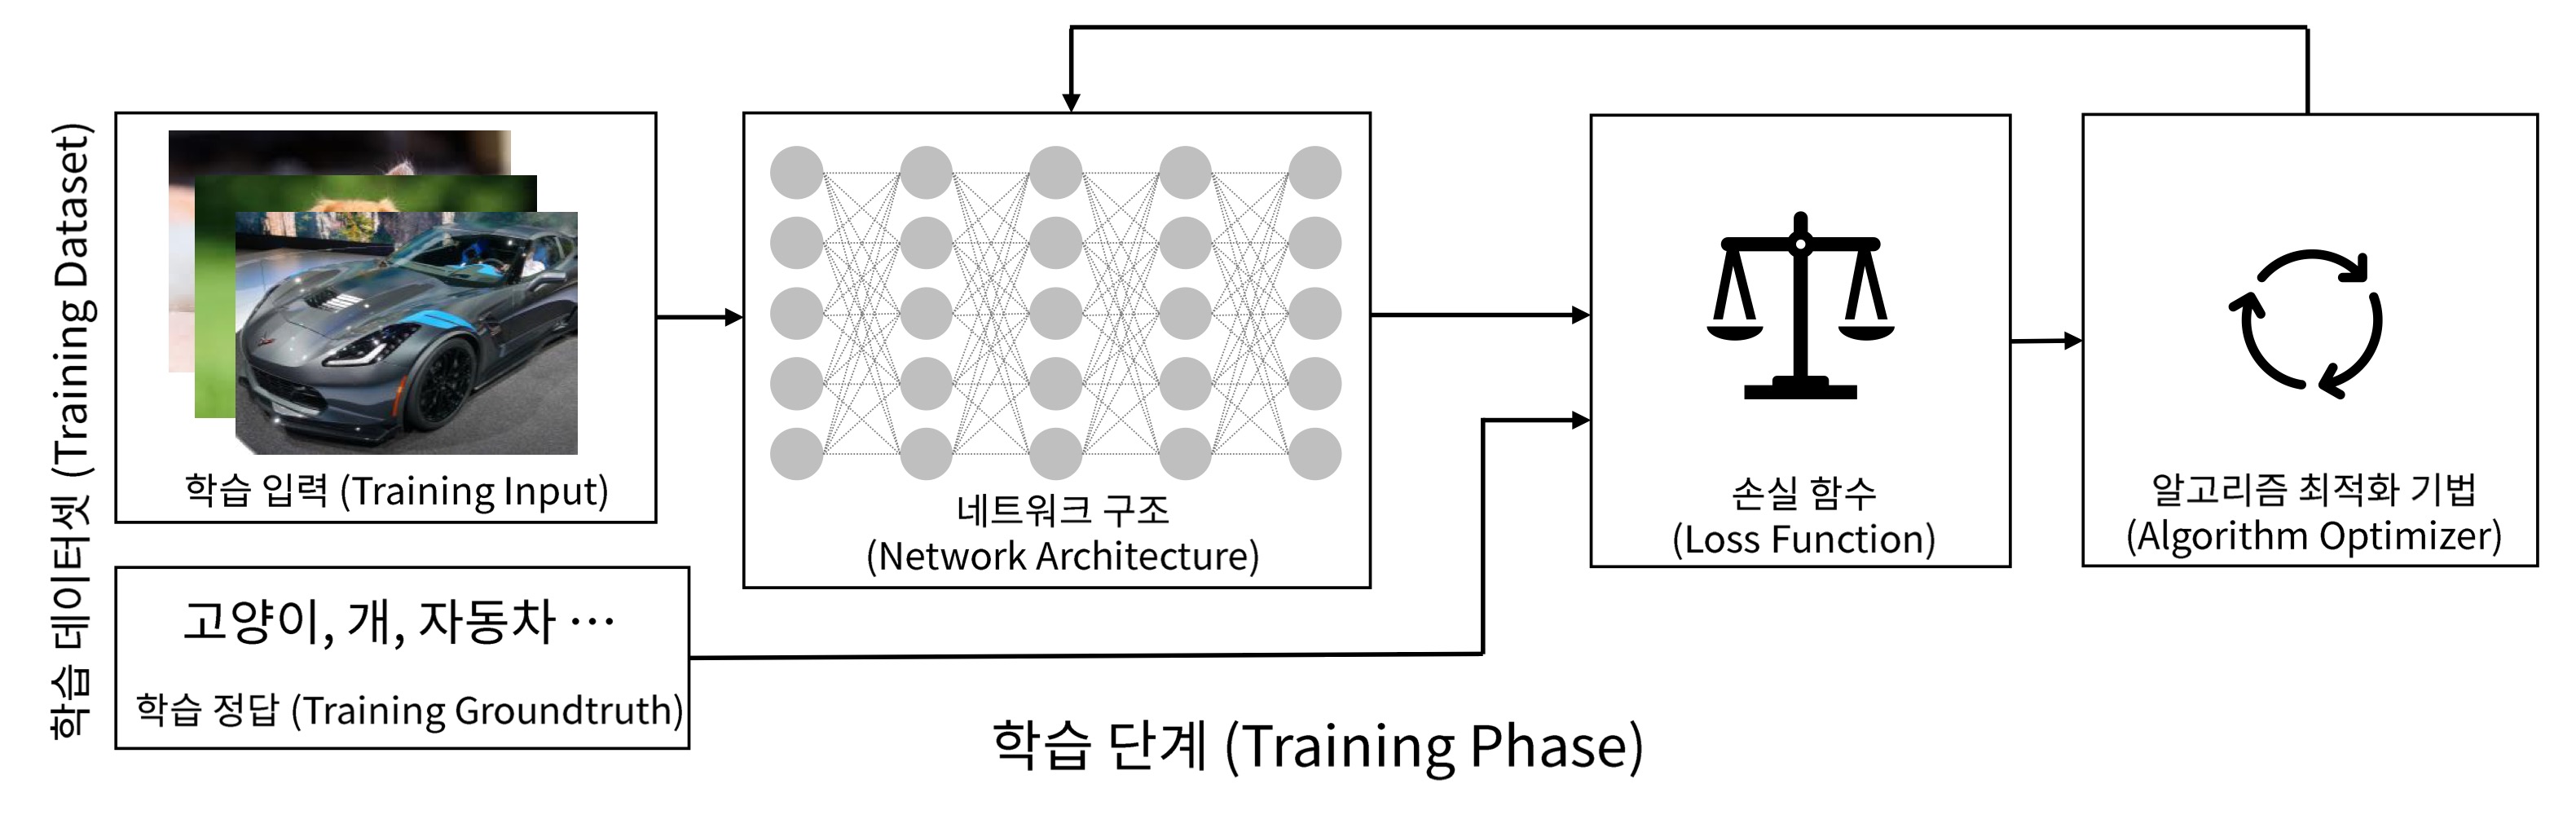 학습 데이터셋 (Training Dataset)
학습 입력 (Training Input)
고양이, 개, 자동차 ⋯
학습 정답 (Training Groundtruth)
네트워크 구조
(Network Architecture)
손실 함수
(Loss Function)
알고리즘 최적화 기법
(Algorithm Optimizer)
학습 단계 (Training Phase)